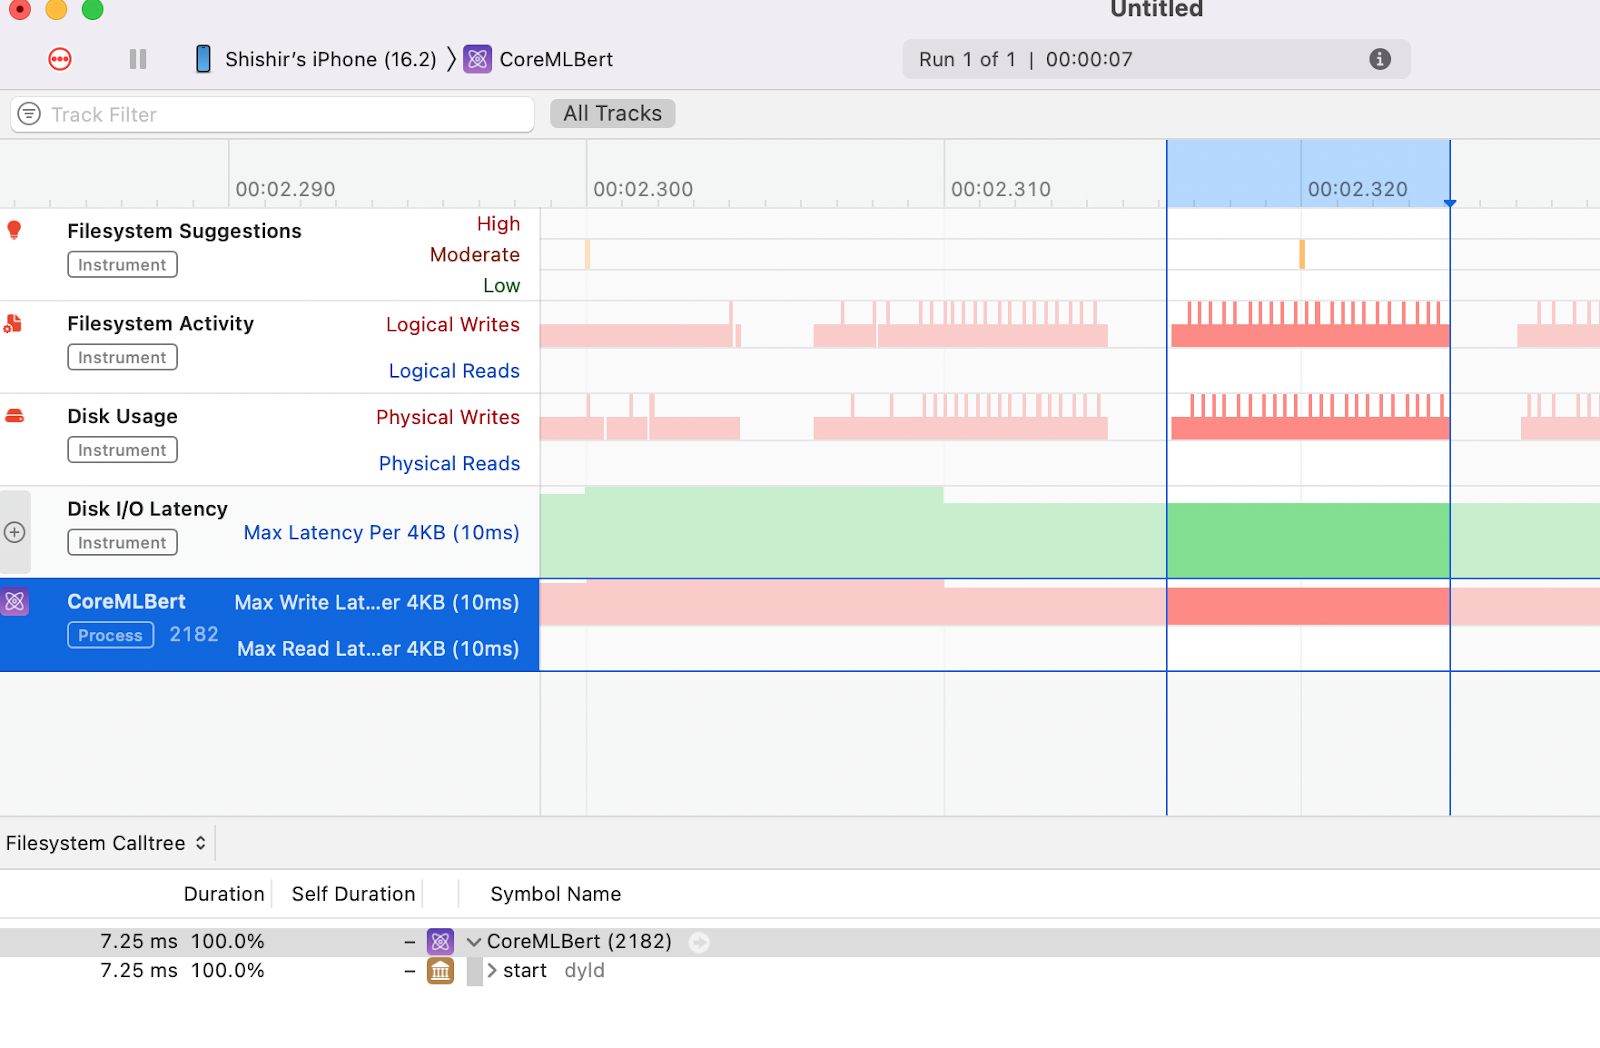 Untitled
Shishir’s iPhone (16.2) 〉 CoreMLBert
Run 1 of 1 | 00:00:07
Track Filter
All Tracks
00:02.290 00:02.300 00:02.310 00:02.320
Filesystem Suggestions
Instrument
High
Moderate
Low
Filesystem Activity
Instrument
Logical Writes
Logical Reads
Disk Usage
Instrument
Physical Writes
Physical Reads
Disk I/O Latency
Instrument
Max Latency Per 4KB (10ms)
CoreMLBert
Process 2182
Max Write Lat...er 4KB (10ms)
Max Read Lat...er 4KB (10ms)
Filesystem Calltree
Duration Self Duration Symbol Name
7.25 ms 100.0% – CoreMLBert (2182)
7.25 ms 100.0% – start dyld